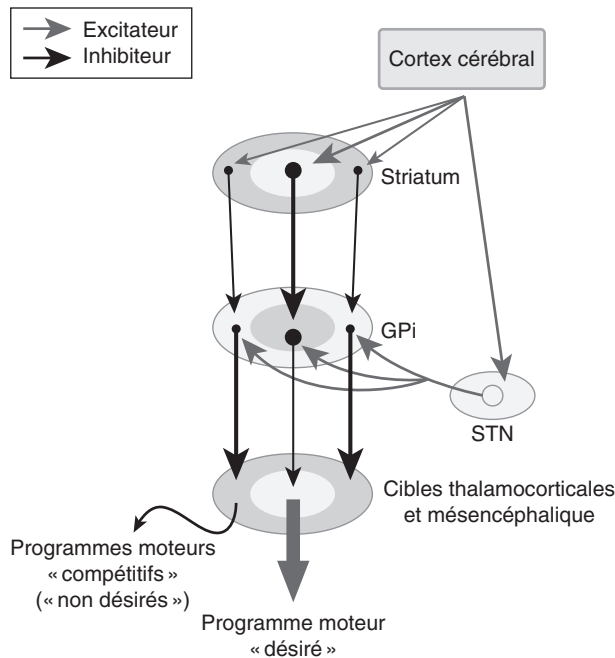 Excitateur
Inhibiteur
Cortex cérébral
Striatum
GPi
STN
Cibles thalamocorticales
et mésencéphalique
Programmes moteurs
« compétitifs »
(« non désirés »)
Programme moteur
« désiré »